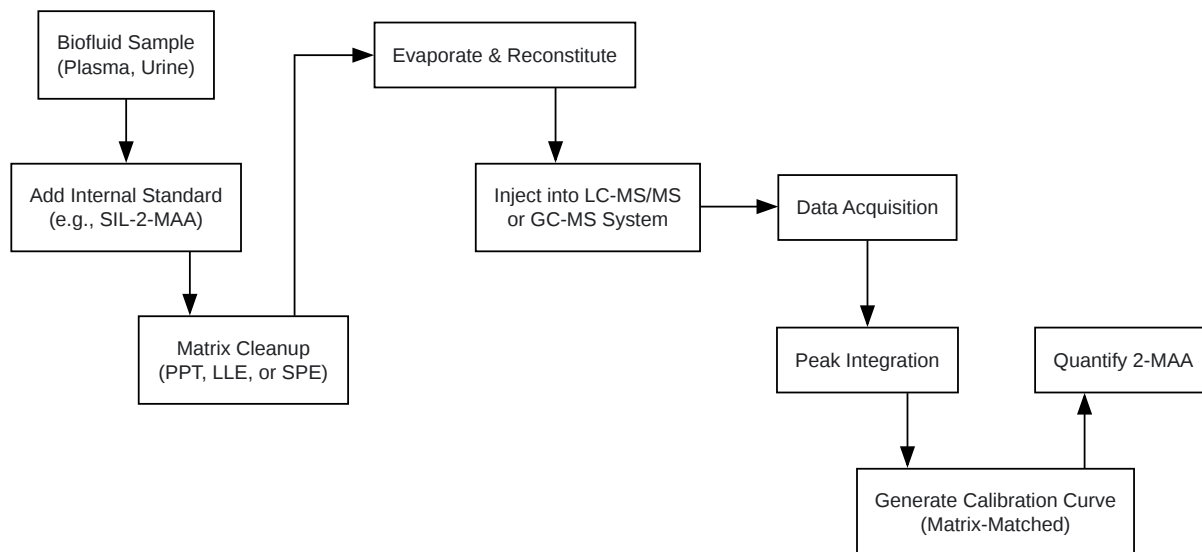 Biofluid Sample
(Plasma, Urine)
Add Internal Standard
(e.g., SIL-2-MAA)
Matrix Cleanup
(PPT, LLE, or SPE)
Evaporate & Reconstitute
Inject into LC-MS/MS
or GC-MS System
Data Acquisition
Peak Integration
Generate Calibration Curve
(Matrix-Matched)
Quantify 2-MAA